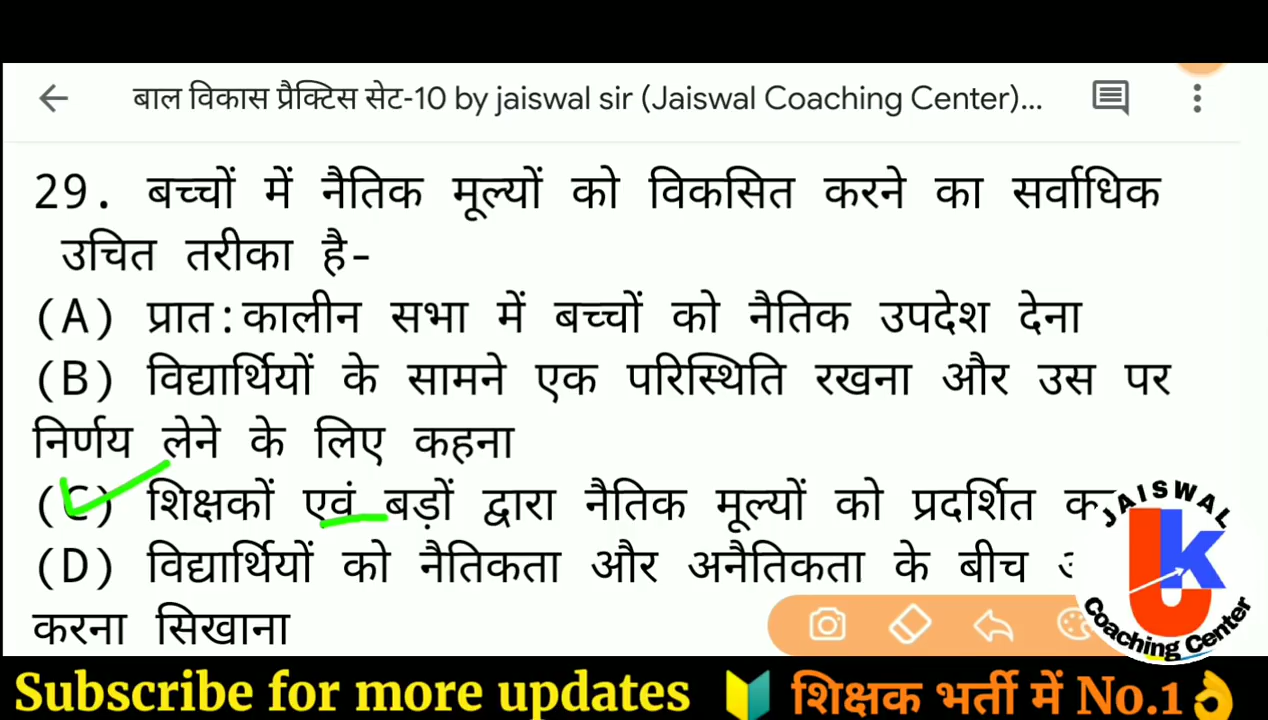 बाल विकास प्रैक्टिस सेट-10 by jaiswal sir (Jaiswal Coaching Center)...
29. बच्चों में नैतिक मूल्यों को विकसित करने का सर्वाधिक
उचित तरीका है-
(A) प्रात:कालीन सभा में बच्चों को नैतिक उपदेश देना
(B) विद्यार्थियों के सामने एक परिस्थिति रखना और उस पर
निर्णय लेने के लिए कहना
(C) शिक्षकों एवं बड़ों द्वारा नैतिक मूल्यों को प्रदर्शित
(D) विद्यार्थियों को नैतिकता और अनैतिकता के बीच
करना सिखाना
JAISWAL
JK
Coaching Center
Subscribe for more updates 🔰 शिक्षक भर्ती में No.1👌